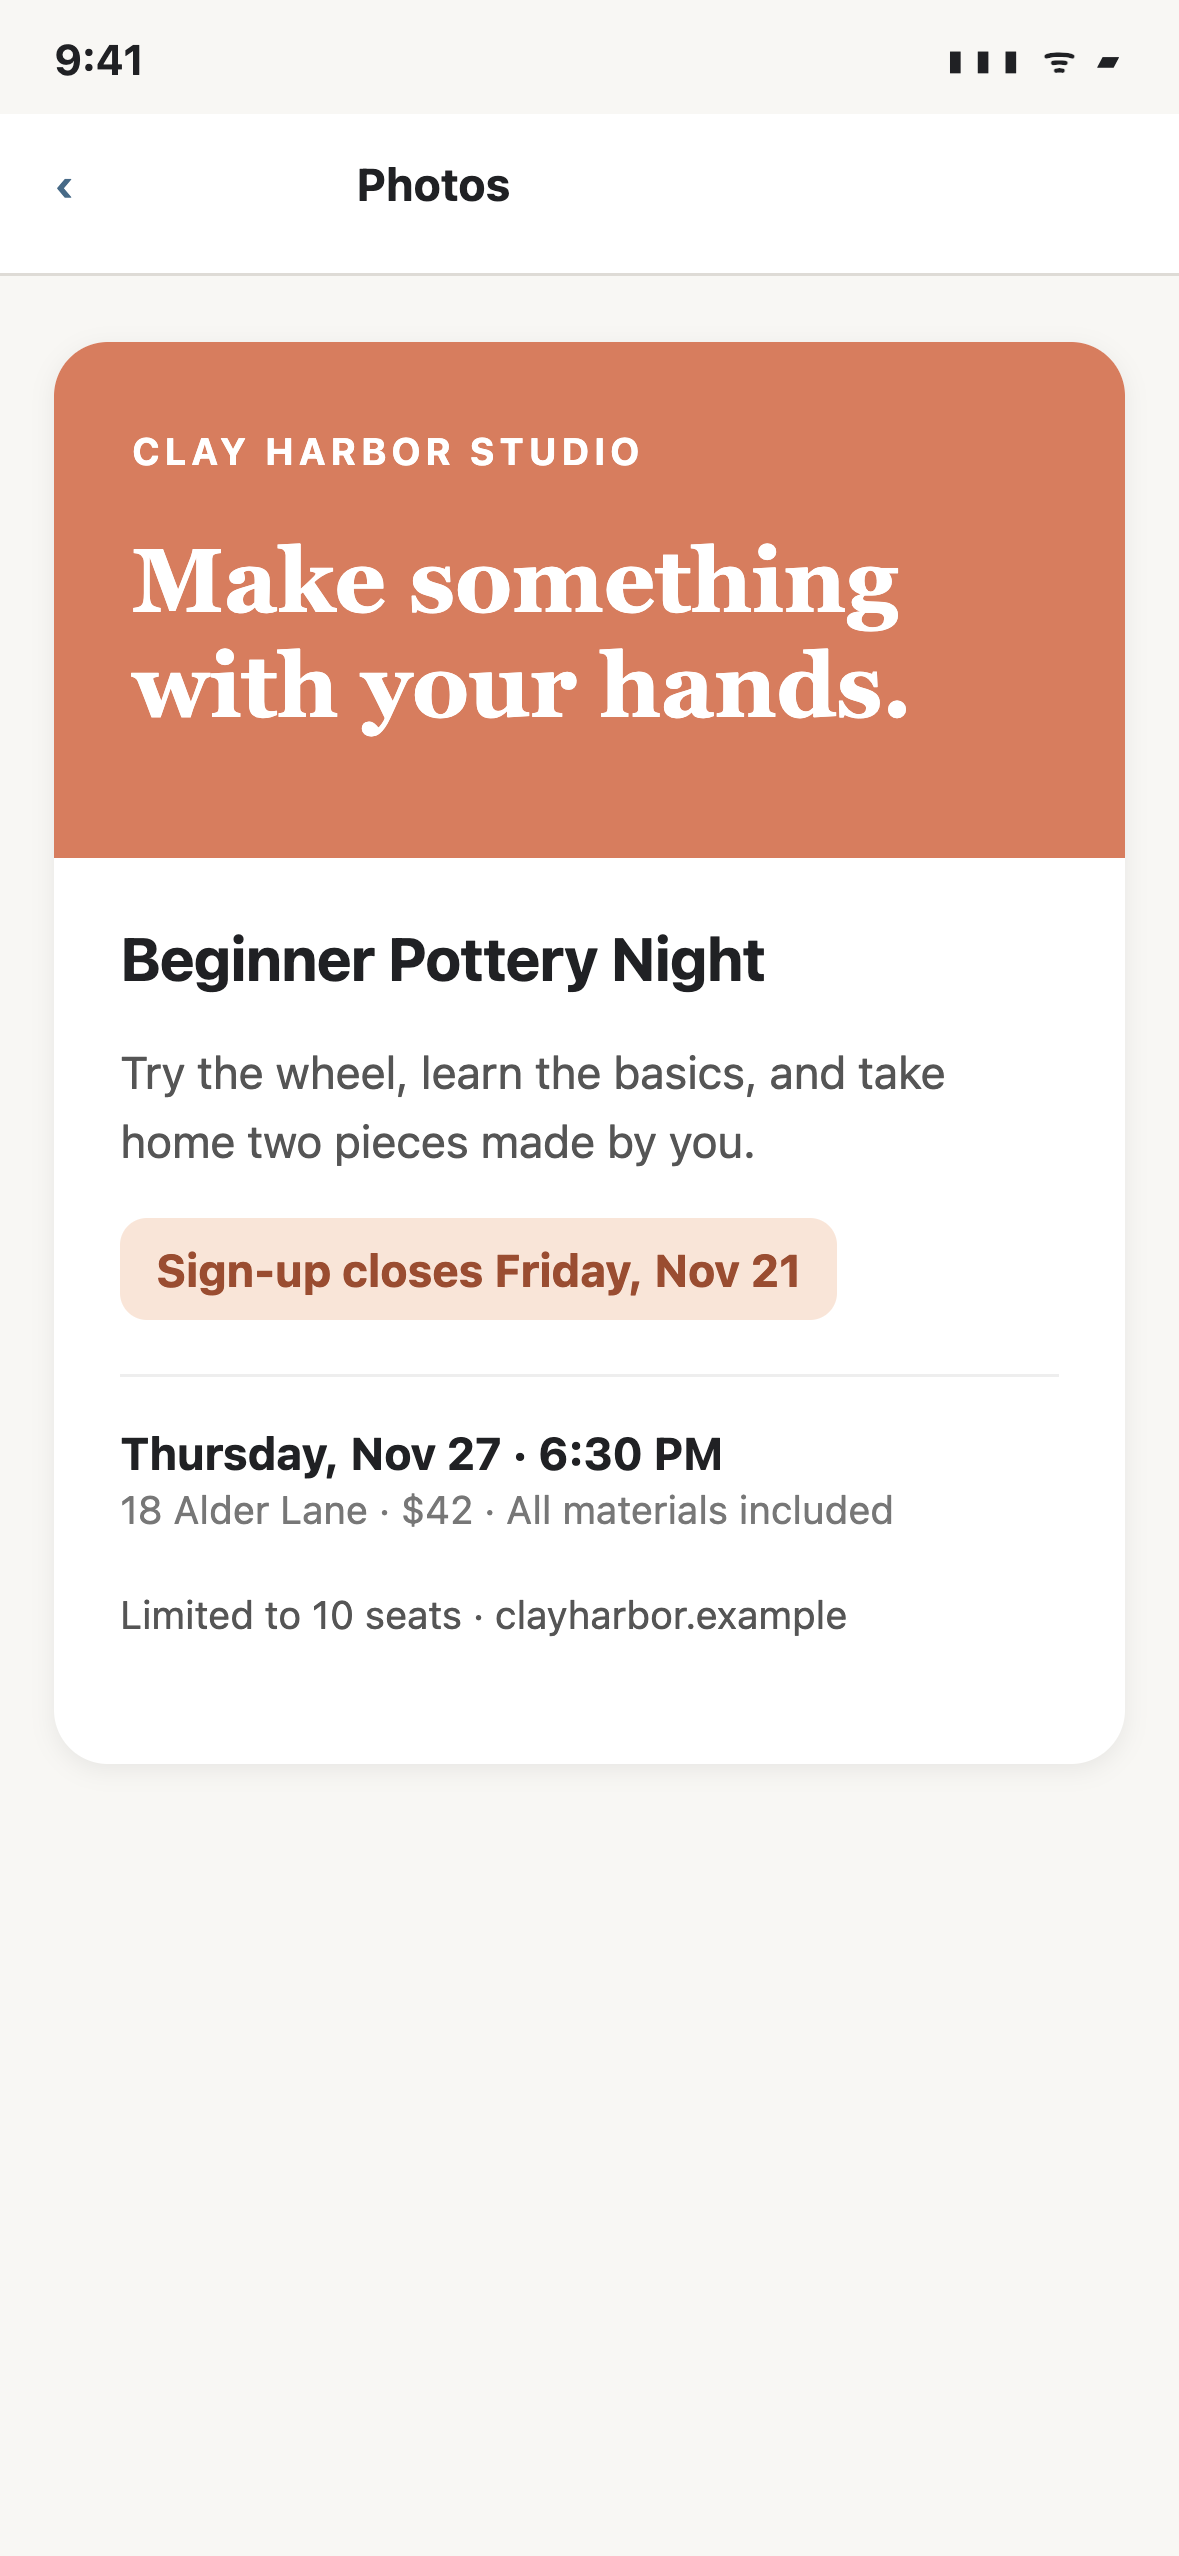 9:41
Photos
CLAY HARBOR STUDIO
Make something
with your hands.
Beginner Pottery Night
Try the wheel, learn the basics, and take
home two pieces made by you.
Sign-up closes Friday, Nov 21
Thursday, Nov 27 · 6:30 PM
18 Alder Lane · $42 · All materials included
Limited to 10 seats · clayharbor.example